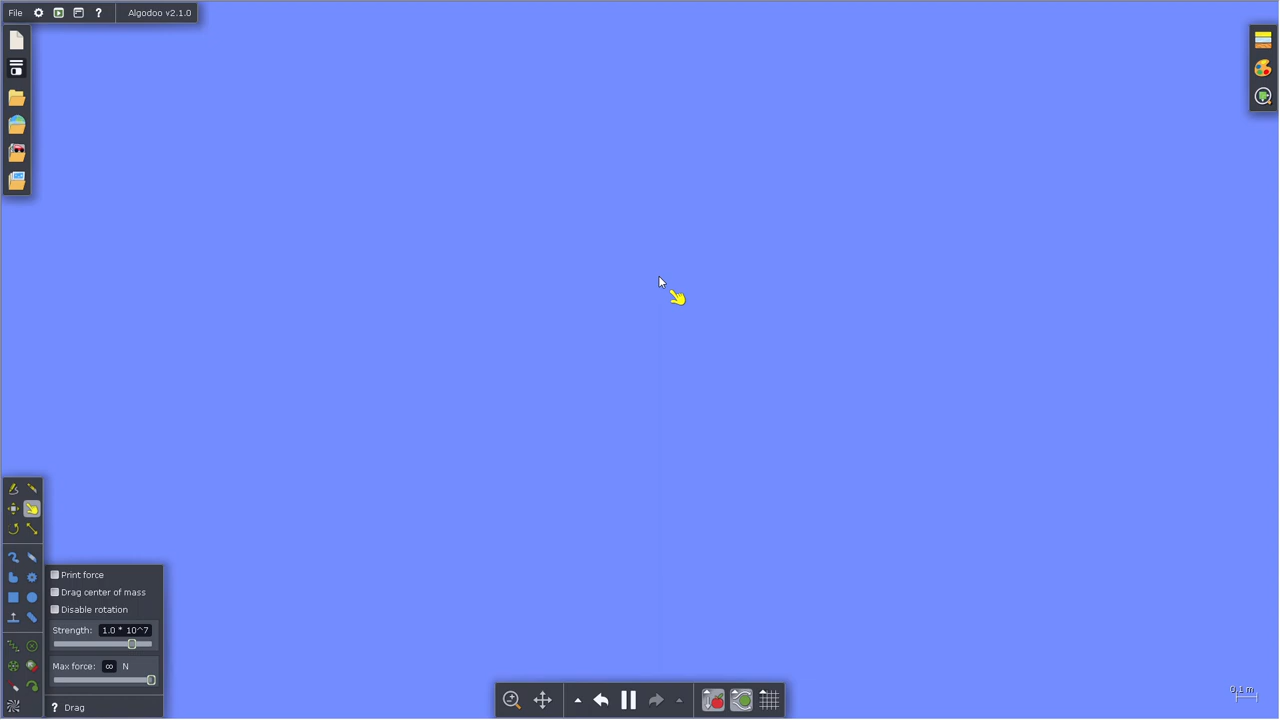 File ? Algodoo v2.1.0
Print force
Drag center of mass
Disable rotation
Strength: 1.0 * 10^7
Max force: ∞ N
? Drag
0.1 m